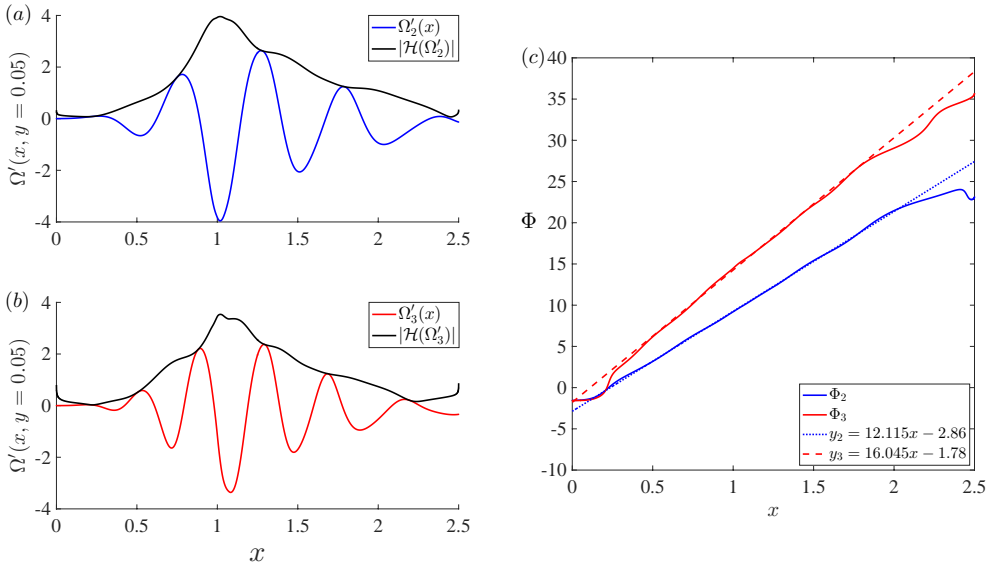 (a)
4
2
0
-2
-4
Ω′(x, y = 0.05)
Ω′₂(x)
|ℋ(Ω′₂)|
0 0.5 1 1.5 2 2.5
(b)
4
2
0
-2
-4
Ω′(x, y = 0.05)
Ω′₃(x)
|ℋ(Ω′₃)|
0 0.5 1 1.5 2 2.5
x
(c)
40
35
30
25
20
15
10
5
0
-5
-10
Φ
Φ₂
Φ₃
y₂ = 12.115x − 2.86
y₃ = 16.045x − 1.78
0 0.5 1 1.5 2 2.5
x